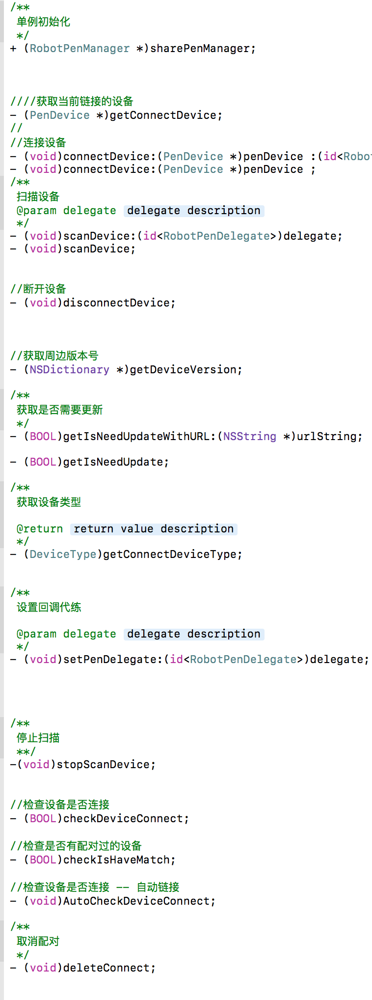 /**
单例初始化
*/
+ (RobotPenManager *)sharePenManager;
////获取当前链接的设备
- (PenDevice *)getConnectDevice;
//
//连接设备
- (void)connectDevice:(PenDevice *)penDevice :(id<Robo
- (void)connectDevice:(PenDevice *)penDevice ;
/**
扫描设备
@param delegate delegate description
*/
- (void)scanDevice:(id<RobotPenDelegate>)delegate;
- (void)scanDevice;
//断开设备
- (void)disconnectDevice;
//获取周边版本号
- (NSDictionary *)getDeviceVersion;
/**
获取是否需要更新
*/
- (BOOL)getIsNeedUpdateWithURL:(NSString *)urlString;
- (BOOL)getIsNeedUpdate;
/**
获取设备类型
@return return value description
*/
- (DeviceType)getConnectDeviceType;
/**
设置回调代练
@param delegate delegate description
*/
- (void)setPenDelegate:(id<RobotPenDelegate>)delegate;
/**
停止扫描
**/
-(void)stopScanDevice;
//检查设备是否连接
- (BOOL)checkDeviceConnect;
//检查是否有配对过的设备
- (BOOL)checkIsHaveMatch;
//检查设备是否连接 -- 自动链接
- (void)AutoCheckDeviceConnect;
/**
取消配对
*/
- (void)deleteConnect;